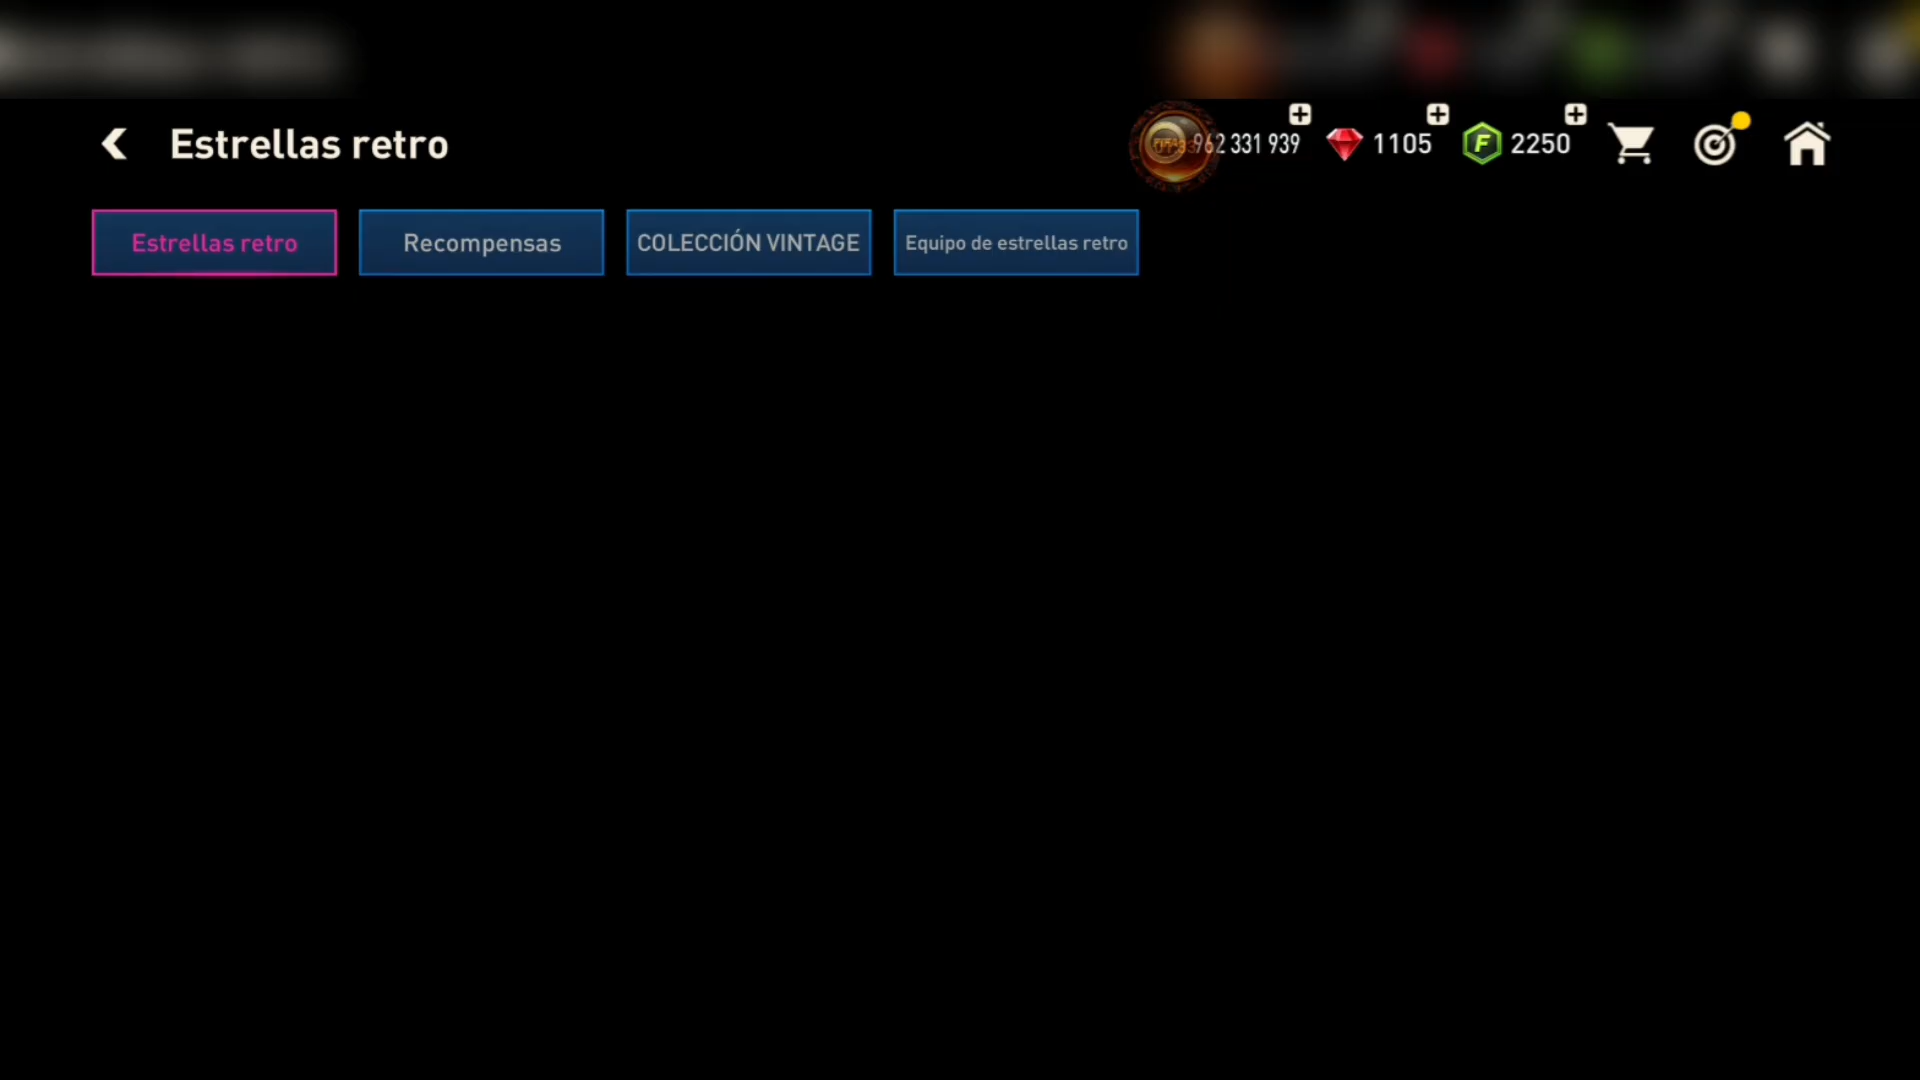 Estrellas retro
962 331 939
1105
F
2250
Estrellas retro
Recompensas
COLECCIÓN VINTAGE
Equipo de estrellas retro